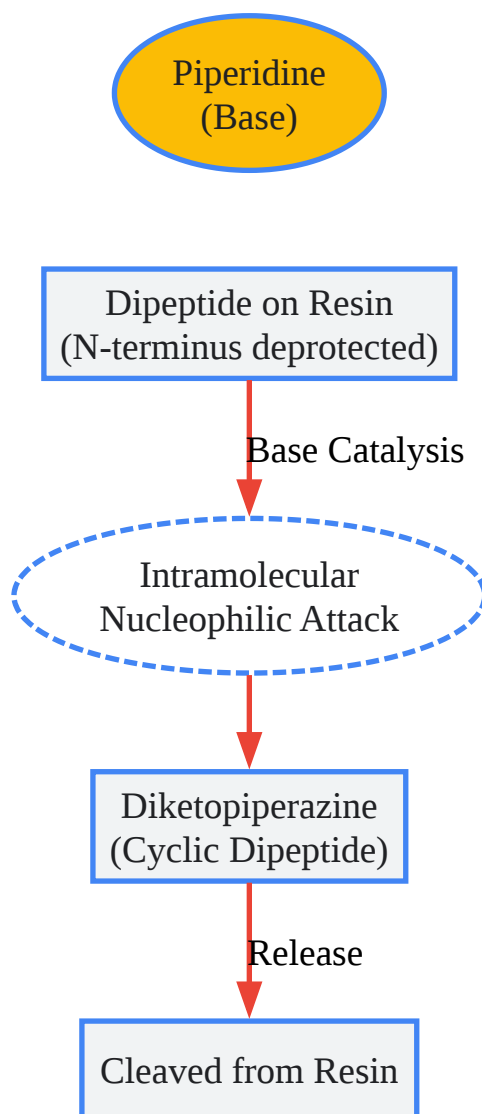 Piperidine
(Base)
Dipeptide on Resin
(N-terminus deprotected)
Base Catalysis
Intramolecular
Nucleophilic Attack
Diketopiperazine
(Cyclic Dipeptide)
Release
Cleaved from Resin